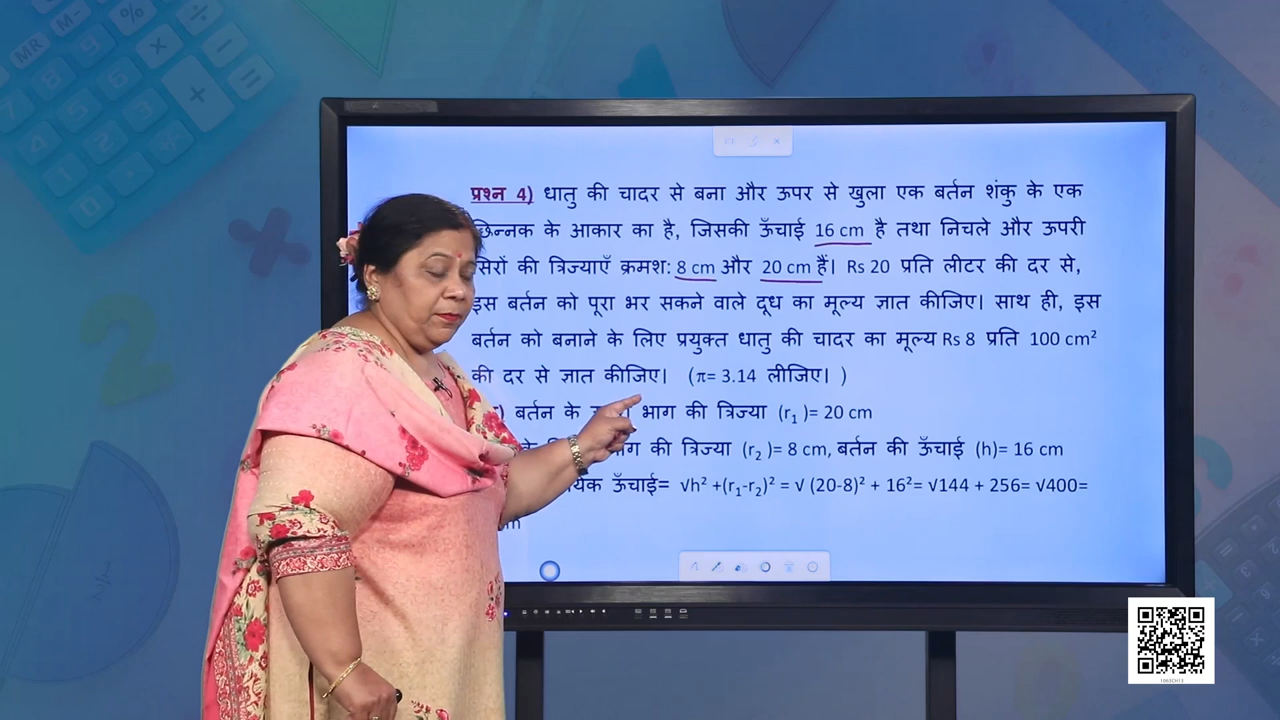 प्रश्न 4) धातु की चादर से बना और ऊपर से खुला एक बर्तन शंकु के एक
छिन्नक के आकार का है, जिसकी ऊँचाई 16 cm है तथा निचले और ऊपरी
सिरों की त्रिज्याएँ क्रमश: 8 cm और 20 cm हैं। Rs 20 प्रति लीटर की दर से,
इस बर्तन को पूरा भर सकने वाले दूध का मूल्य ज्ञात कीजिए। साथ ही, इस
बर्तन को बनाने के लिए प्रयुक्त धातु की चादर का मूल्य Rs 8 प्रति 100 cm²
की दर से ज्ञात कीजिए। (π= 3.14 लीजिए। )
बर्तन के भाग की त्रिज्या (r₁ )= 20 cm
की त्रिज्या (r₂ )= 8 cm, बर्तन की ऊँचाई (h)= 16 cm
ऊँचाई= √h² +(r₁-r₂)² = √ (20-8)² + 16²= √144 + 256= √400=
MR
M-
%
1063CH13